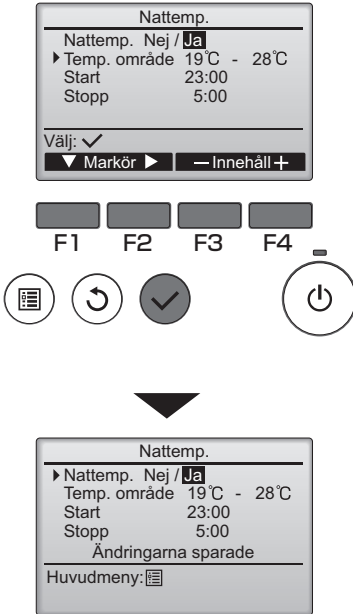 Nattemp.
Nattemp. Nej / Ja
Temp. område 19℃ - 28℃
Start 23:00
Stopp 5:00
Välj: ✓
▼ Markör ▶ − Innehåll +
F1 F2 F3 F4
Nattemp.
Nattemp. Nej / Ja
Temp. område 19℃ - 28℃
Start 23:00
Stopp 5:00
Ändringarna sparade
Huvudmeny: